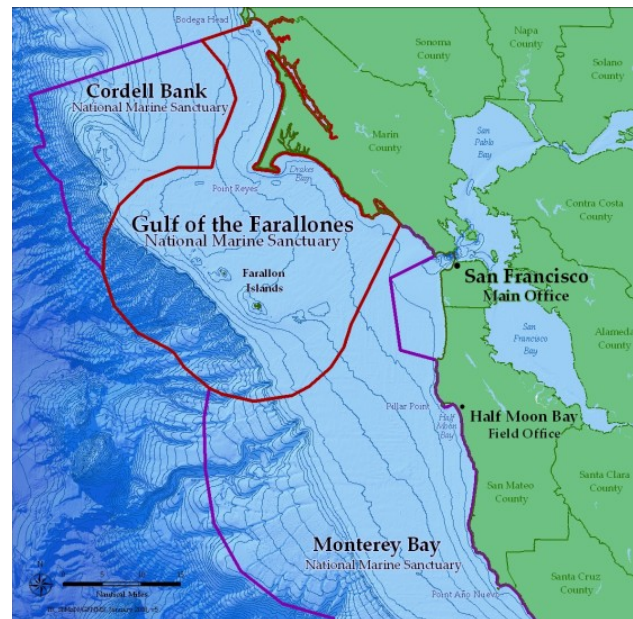 Bodega Head
Cordell Bank
National Marine Sanctuary
Sonoma
County
Napa
County
Solano
County
Marin
County
San
Pablo
Bay
Drakes
Bay
Point Reyes
Contra Costa
County
Gulf of the Farallones
National Marine Sanctuary
Farallon
Islands
San Francisco
Main Office
San
Francisco
Bay
Alameda
County
Pillar Point
Half
Moon
Bay
Half Moon Bay
Field Office
San Mateo
County
Santa Clara
County
Monterey Bay
National Marine Sanctuary
Santa Cruz
County
Point Año Nuevo
N
0
5
Nautical Miles